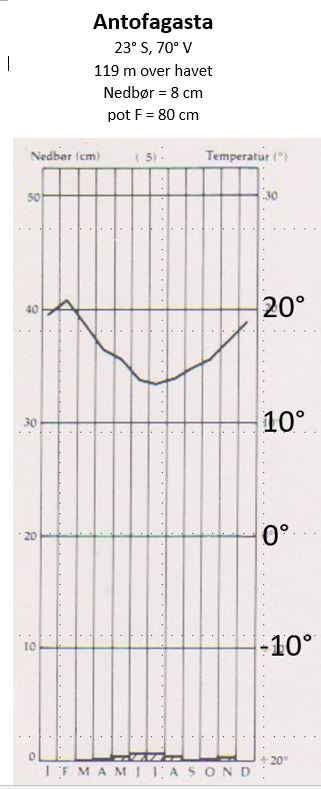 Antofagasta
23° S, 70° V
119 m over havet
Nedbør = 8 cm
pot F = 80 cm
Nedbør (cm) ( 5) Temperatur (°)
50 30
40 20°
30 10°
20 0°
10 -10°
0 ÷20°
J F M A M J J A S O N D